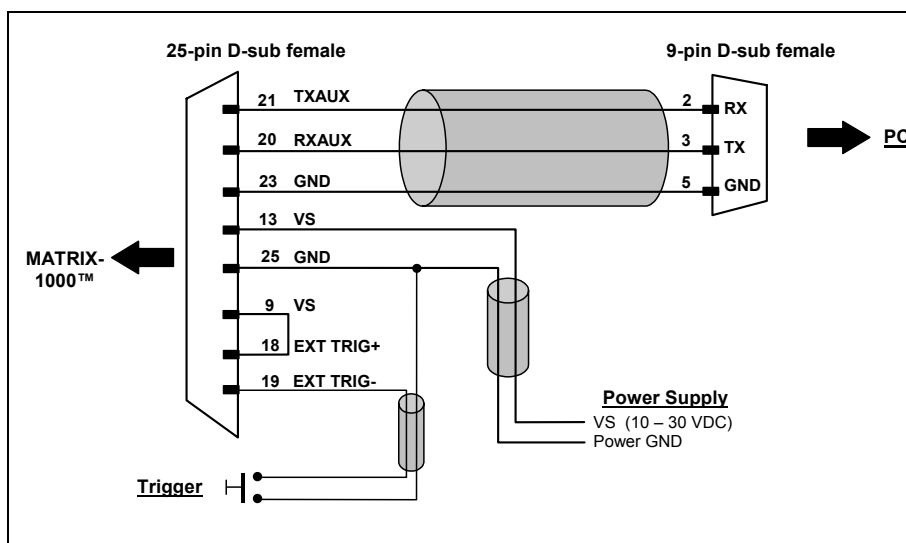 25-pin D-sub female
9-pin D-sub female
21 TXAUX
2 RX
20 RXAUX
3 TX
PC
23 GND
5 GND
13 VS
MATRIX-
1000™
25 GND
9 VS
18 EXT TRIG+
19 EXT TRIG-
Power Supply
VS (10 – 30 VDC)
Power GND
Trigger